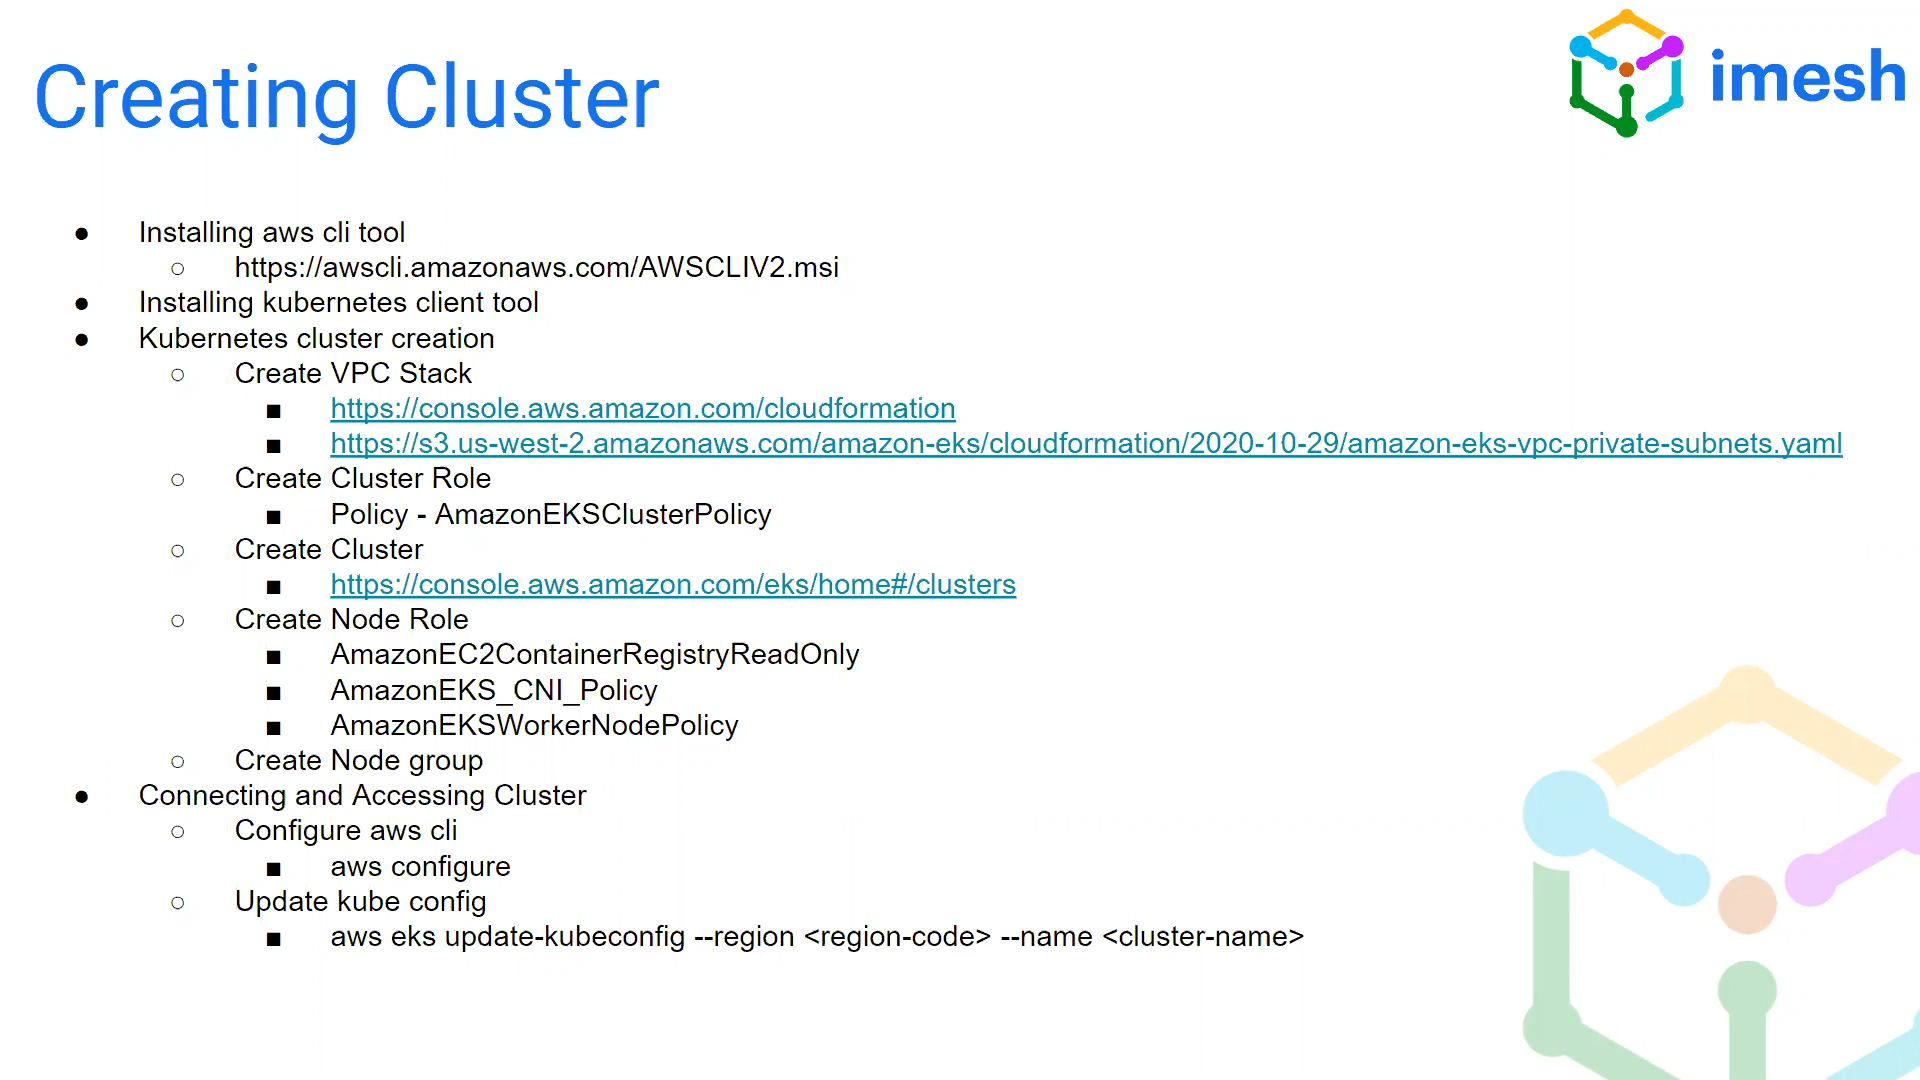 imesh
Creating Cluster
● Installing aws cli tool
○ https://awscli.amazonaws.com/AWSCLIV2.msi
● Installing kubernetes client tool
● Kubernetes cluster creation
○ Create VPC Stack
■ https://console.aws.amazon.com/cloudformation
■ https://s3.us-west-2.amazonaws.com/amazon-eks/cloudformation/2020-10-29/amazon-eks-vpc-private-subnets.yaml
○ Create Cluster Role
■ Policy - AmazonEKSClusterPolicy
○ Create Cluster
■ https://console.aws.amazon.com/eks/home#/clusters
○ Create Node Role
■ AmazonEC2ContainerRegistryReadOnly
■ AmazonEKS_CNI_Policy
■ AmazonEKSWorkerNodePolicy
○ Create Node group
● Connecting and Accessing Cluster
○ Configure aws cli
■ aws configure
○ Update kube config
■ aws eks update-kubeconfig --region <region-code> --name <cluster-name>